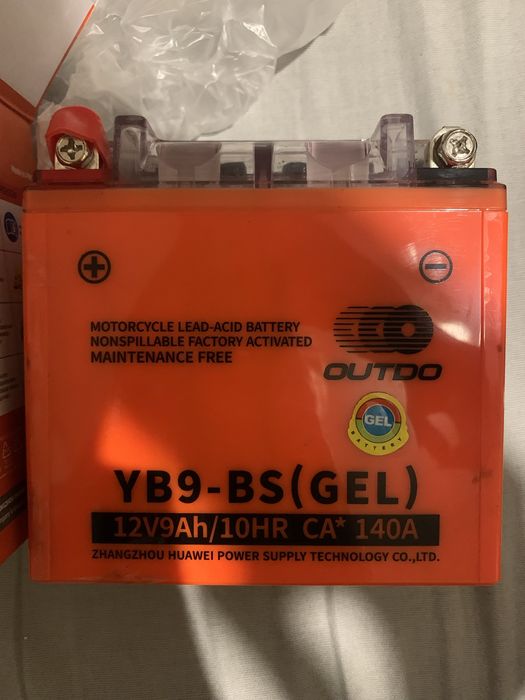 +
-
MOTORCYCLE LEAD-ACID BATTERY
NONSPILLABLE FACTORY ACTIVATED
MAINTENANCE FREE
OUTDO
GEL
BATTERY
YB9-BS(GEL)
12V9Ah/10HR CA* 140A
ZHANGZHOU HUAWEI POWER SUPPLY TECHNOLOGY CO.,LTD.